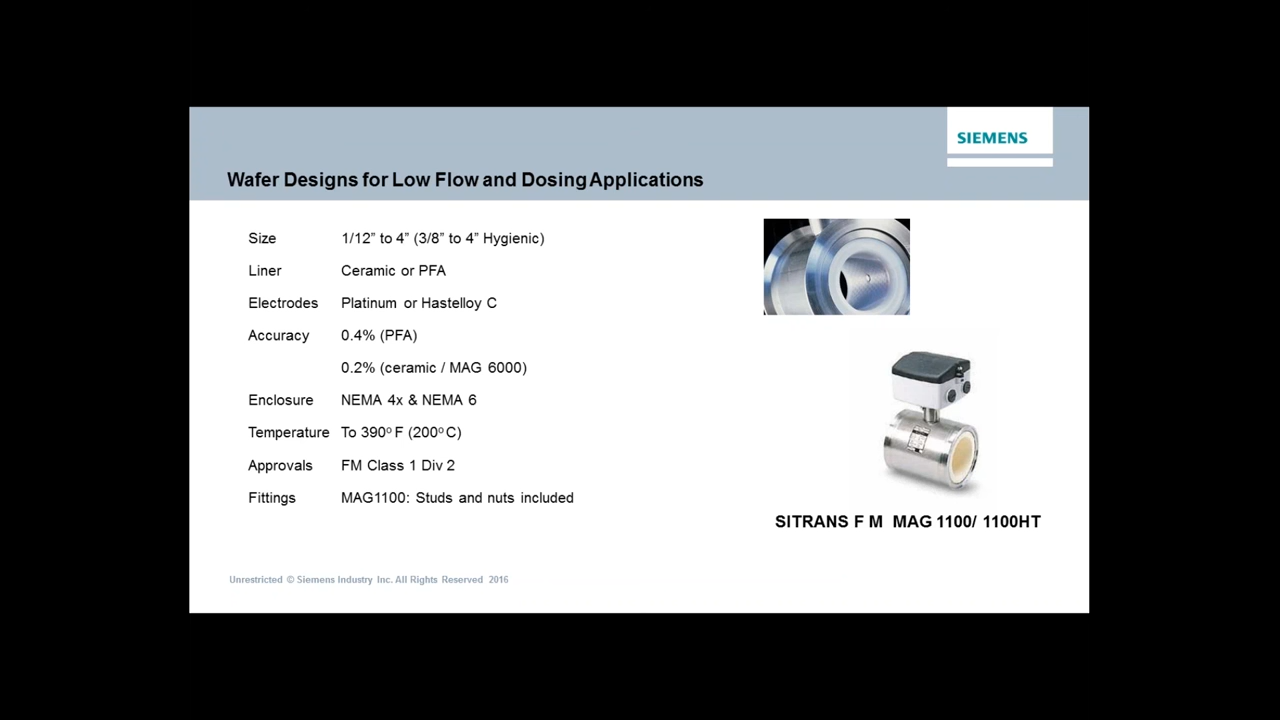 SIEMENS
Wafer Designs for Low Flow and Dosing Applications
Size 1/12” to 4” (3/8” to 4” Hygienic)
Liner Ceramic or PFA
Electrodes Platinum or Hastelloy C
Accuracy 0.4% (PFA)
0.2% (ceramic / MAG 6000)
Enclosure NEMA 4x & NEMA 6
Temperature To 390º F (200º C)
Approvals FM Class 1 Div 2
Fittings MAG1100: Studs and nuts included
SITRANS F M MAG 1100/ 1100HT
Unrestricted © Siemens Industry Inc. All Rights Reserved 2016